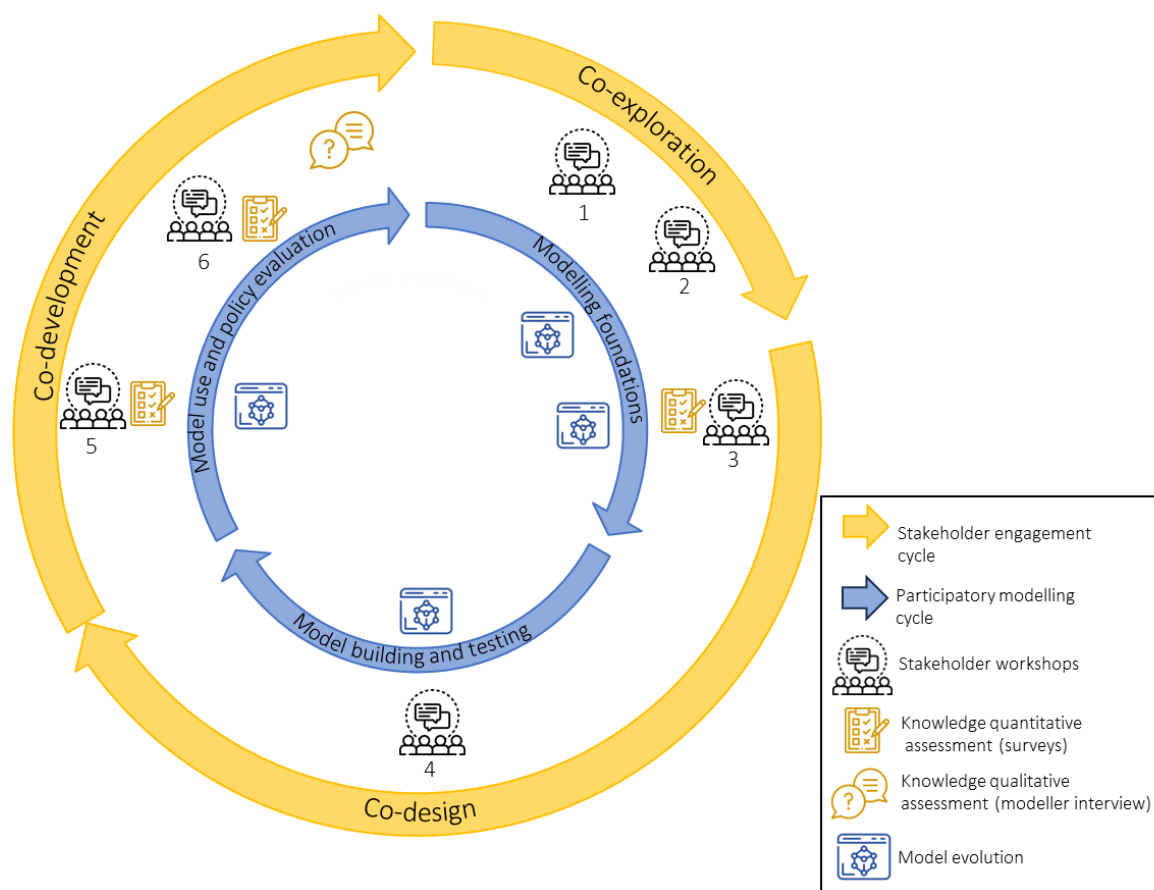 Co-exploration
Co-design
Co-development
Modelling foundations
Model building and testing
Model use and policy evaluation
1
2
3
4
5
6
?
?
Stakeholder engagement
cycle
Participatory modelling
cycle
Stakeholder workshops
Knowledge quantitative
assessment (surveys)
Knowledge qualitative
assessment (modeller interview)
Model evolution